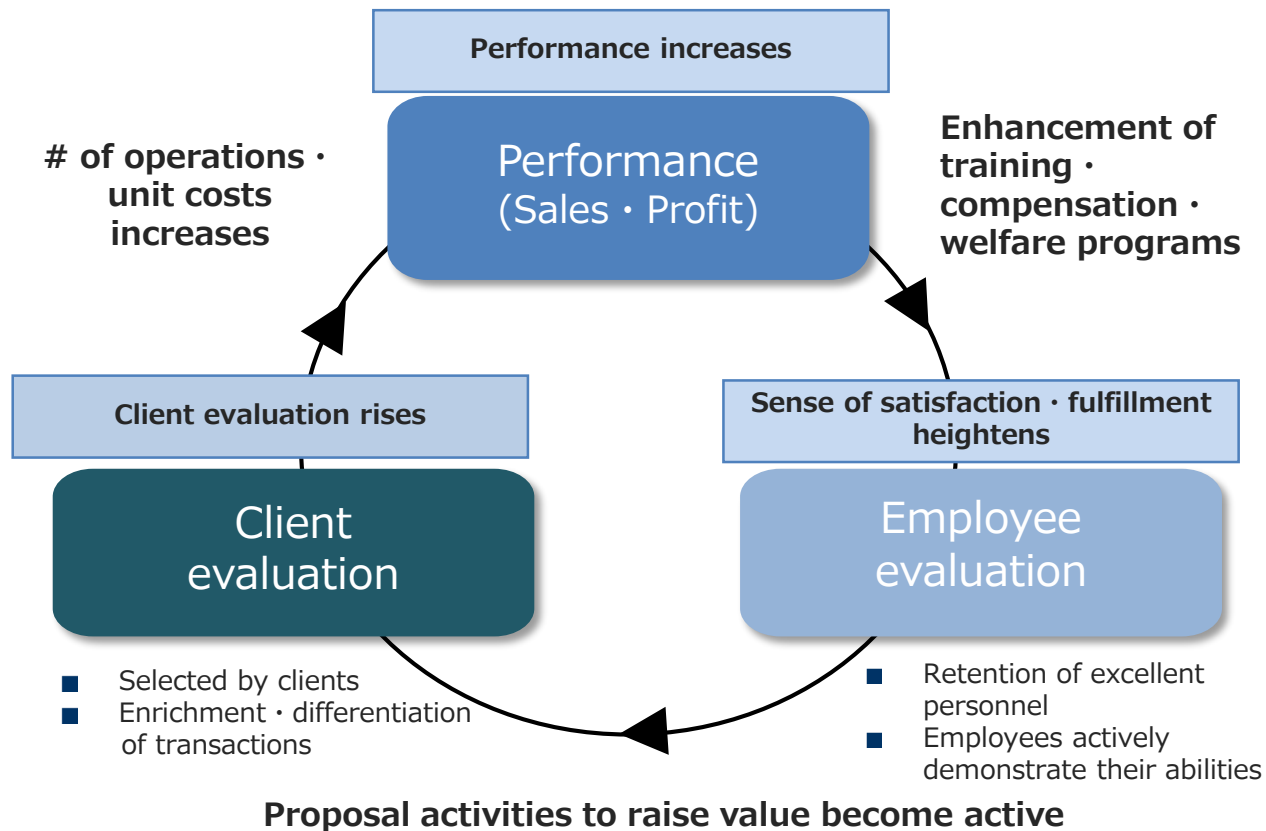 Performance increases
Performance
(Sales・Profit)
# of operations・
unit costs
increases
Enhancement of
training・
compensation・
welfare programs
Client evaluation rises
Client
evaluation
Sense of satisfaction・fulfillment
heightens
Employee
evaluation
■ Selected by clients
■ Enrichment・differentiation
of transactions
■ Retention of excellent
personnel
■ Employees actively
demonstrate their abilities
Proposal activities to raise value become active